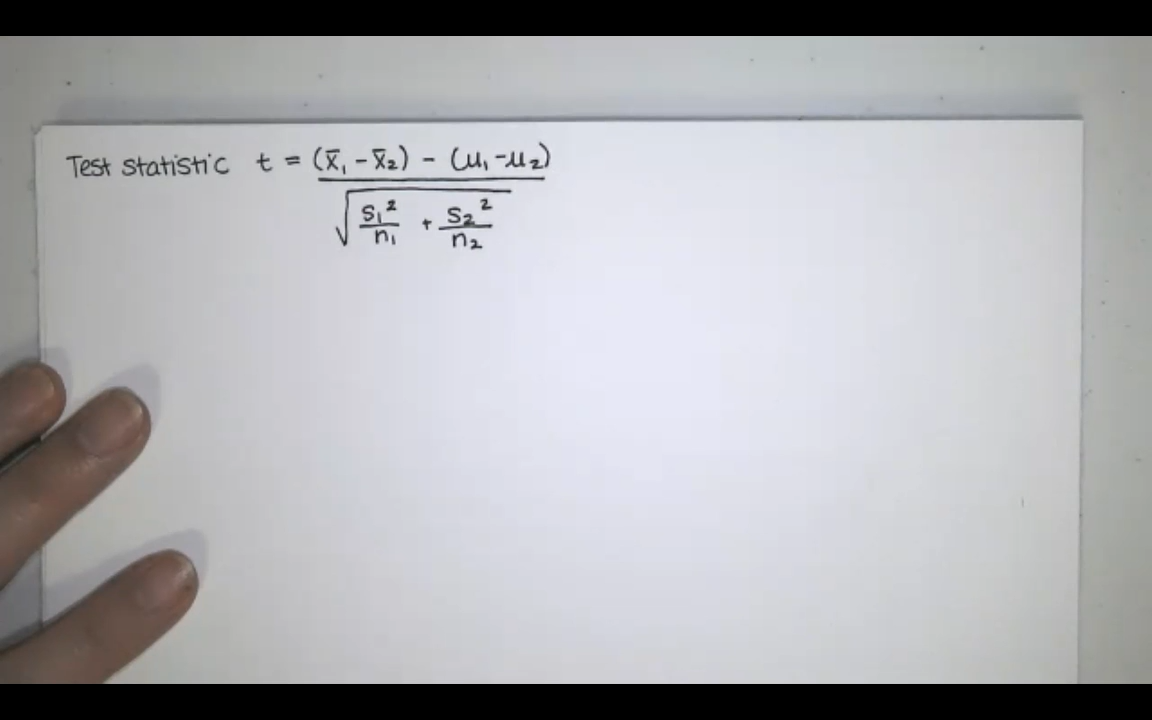 Test statistic t = (x̄₁ - x̄₂) - (μ₁ - μ₂)
√ s₁²/n₁ + s₂²/n₂